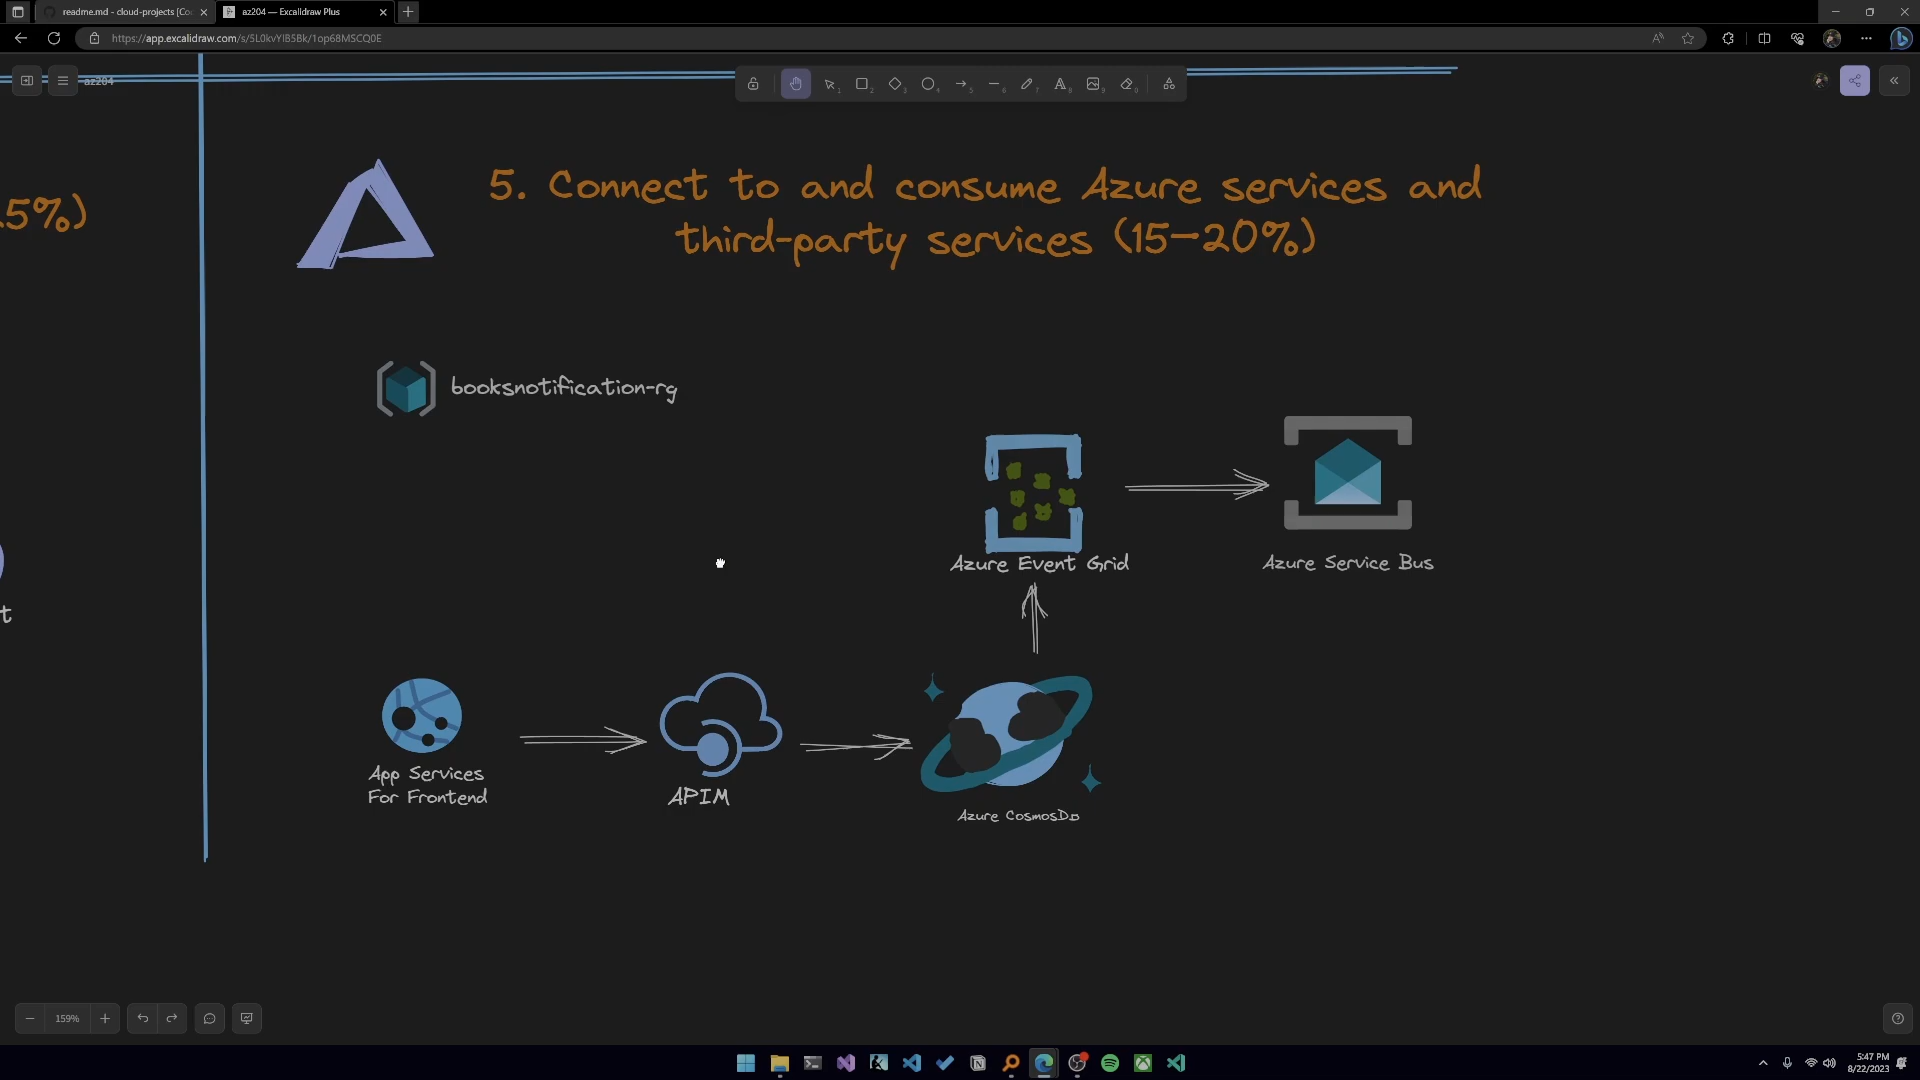 readme.md - cloud-projects [Co
az204 — Excalidraw Plus
https://app.excalidraw.com/s/5L0kvYIB5Bk/1op68MSCQ0E
az204
5. Connect to and consume Azure services and
third-party services (15-20%)
.5%)
booksnotification-rg
Azure Event Grid
Azure Service Bus
t
App Services
For Frontend
APIM
Azure CosmosDB
159%
5:47 PM
8/22/2023